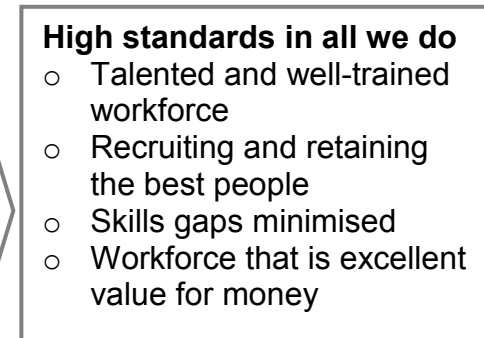 High standards in all we do
o Talented and well-trained
workforce
o Recruiting and retaining
the best people
o Skills gaps minimised
o Workforce that is excellent
value for money